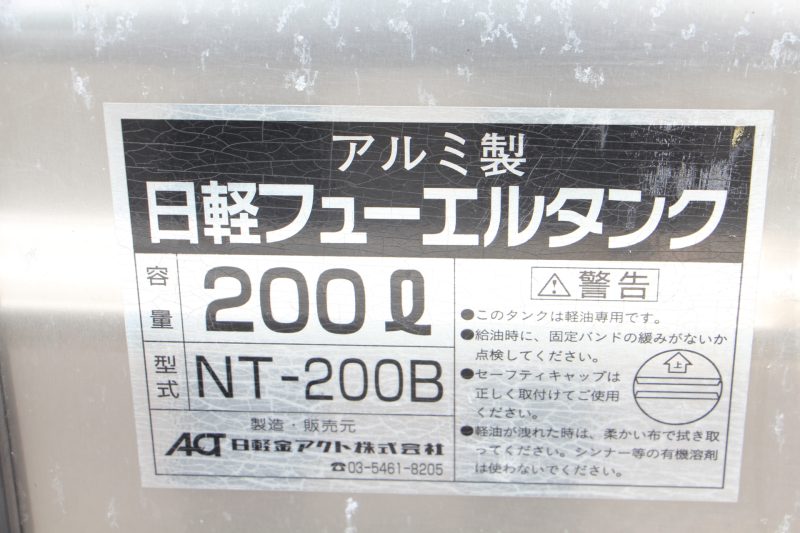 アルミ製
日軽フューエルタンク
容量
200ℓ
型式
NT-200B
製造・販売元
ACT 日軽金アクト株式会社
☎03-5461-8205
⚠警告
●このタンクは軽油専用です。
●給油時に、固定バンドの緩みがないか
点検してください。
●セーフティキャップは
正しく取付けてご使用
ください。
上
●軽油が洩れた時は、柔かい布で拭き取
ってください。シンナー等の有機溶剤
は使わないでください。